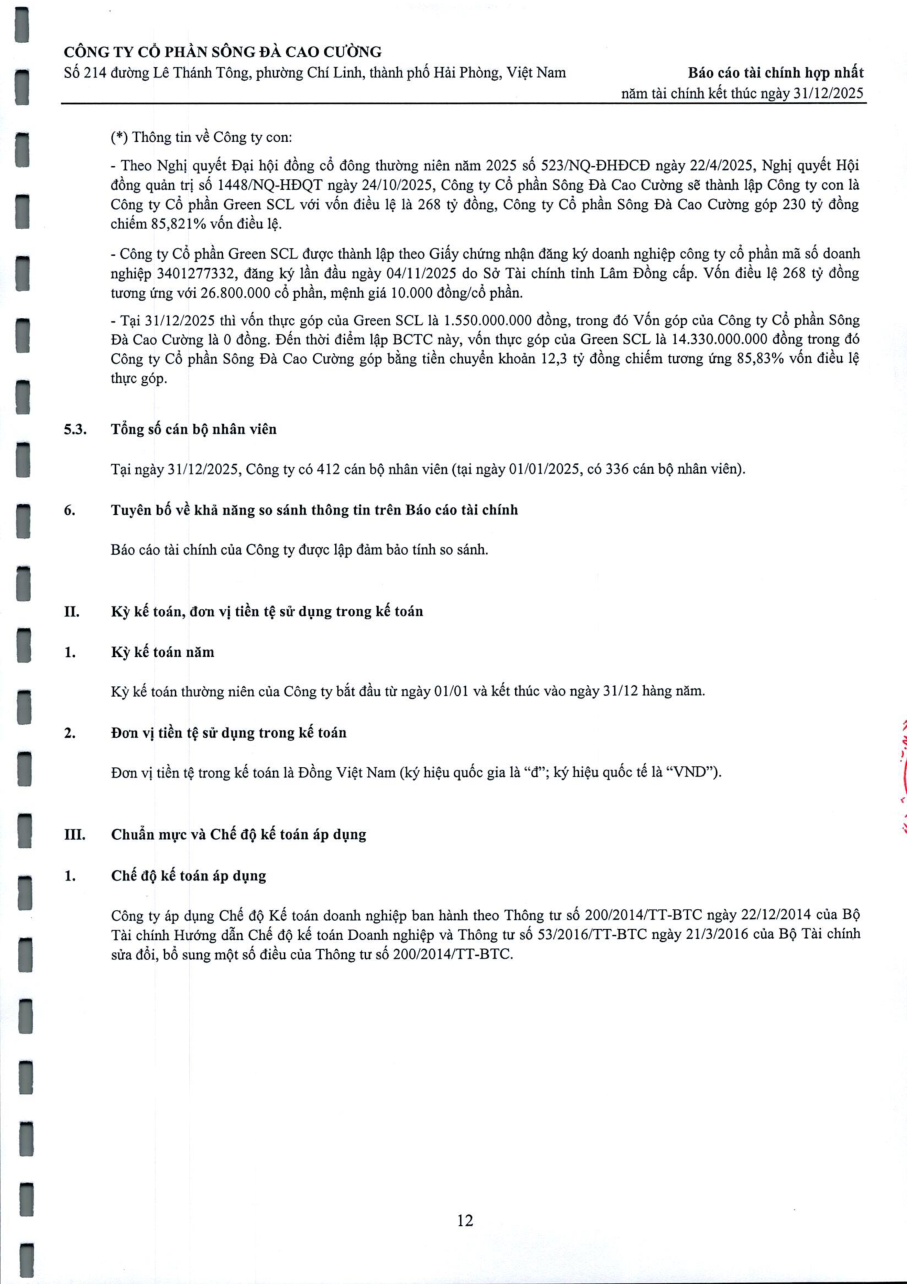 CÔNG TY CỔ PHẦN SÔNG ĐÀ CAO CƯỜNG
Số 214 đường Lê Thánh Tông, phường Chí Linh, thành phố Hải Phòng, Việt Nam
Báo cáo tài chính hợp nhất
năm tài chính kết thúc ngày 31/12/2025
(*) Thông tin về Công ty con:
- Theo Nghị quyết Đại hội đồng cổ đông thường niên năm 2025 số 523/NQ-ĐHĐCĐ ngày 22/4/2025, Nghị quyết Hội
đồng quản trị số 1448/NQ-HĐQT ngày 24/10/2025, Công ty Cổ phần Sông Đà Cao Cường sẽ thành lập Công ty con là
Công ty Cổ phần Green SCL với vốn điều lệ là 268 tỷ đồng, Công ty Cổ phần Sông Đà Cao Cường góp 230 tỷ đồng
chiếm 85,821% vốn điều lệ.
- Công ty Cổ phần Green SCL được thành lập theo Giấy chứng nhận đăng ký doanh nghiệp công ty cổ phần mã số doanh
nghiệp 3401277332, đăng ký lần đầu ngày 04/11/2025 do Sở Tài chính tỉnh Lâm Đồng cấp. Vốn điều lệ 268 tỷ đồng
tương ứng với 26.800.000 cổ phần, mệnh giá 10.000 đồng/cổ phần.
- Tại 31/12/2025 thì vốn thực góp của Green SCL là 1.550.000.000 đồng, trong đó Vốn góp của Công ty Cổ phần Sông
Đà Cao Cường là 0 đồng. Đến thời điểm lập BCTC này, vốn thực góp của Green SCL là 14.330.000.000 đồng trong đó
Công ty Cổ phần Sông Đà Cao Cường góp bằng tiền chuyển khoản 12,3 tỷ đồng chiếm tương ứng 85,83% vốn điều lệ
thực góp.
5.3. Tổng số cán bộ nhân viên
Tại ngày 31/12/2025, Công ty có 412 cán bộ nhân viên (tại ngày 01/01/2025, có 336 cán bộ nhân viên).
6. Tuyên bố về khả năng so sánh thông tin trên Báo cáo tài chính
Báo cáo tài chính của Công ty được lập đảm bảo tính so sánh.
II. Kỳ kế toán, đơn vị tiền tệ sử dụng trong kế toán
1. Kỳ kế toán năm
Kỳ kế toán thường niên của Công ty bắt đầu từ ngày 01/01 và kết thúc vào ngày 31/12 hàng năm.
2. Đơn vị tiền tệ sử dụng trong kế toán
Đơn vị tiền tệ trong kế toán là Đồng Việt Nam (ký hiệu quốc gia là “đ”; ký hiệu quốc tế là “VND”).
III. Chuẩn mực và Chế độ kế toán áp dụng
1. Chế độ kế toán áp dụng
Công ty áp dụng Chế độ Kế toán doanh nghiệp ban hành theo Thông tư số 200/2014/TT-BTC ngày 22/12/2014 của Bộ
Tài chính Hướng dẫn Chế độ kế toán Doanh nghiệp và Thông tư số 53/2016/TT-BTC ngày 21/3/2016 của Bộ Tài chính
sửa đổi, bổ sung một số điều của Thông tư số 200/2014/TT-BTC.
12